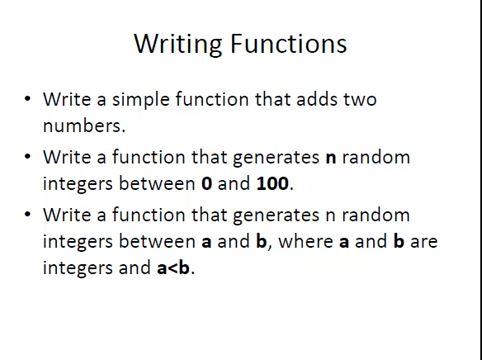 Writing Functions
• Write a simple function that adds two
numbers.
• Write a function that generates n random
integers between 0 and 100.
• Write a function that generates n random
integers between a and b, where a and b are
integers and a<b.